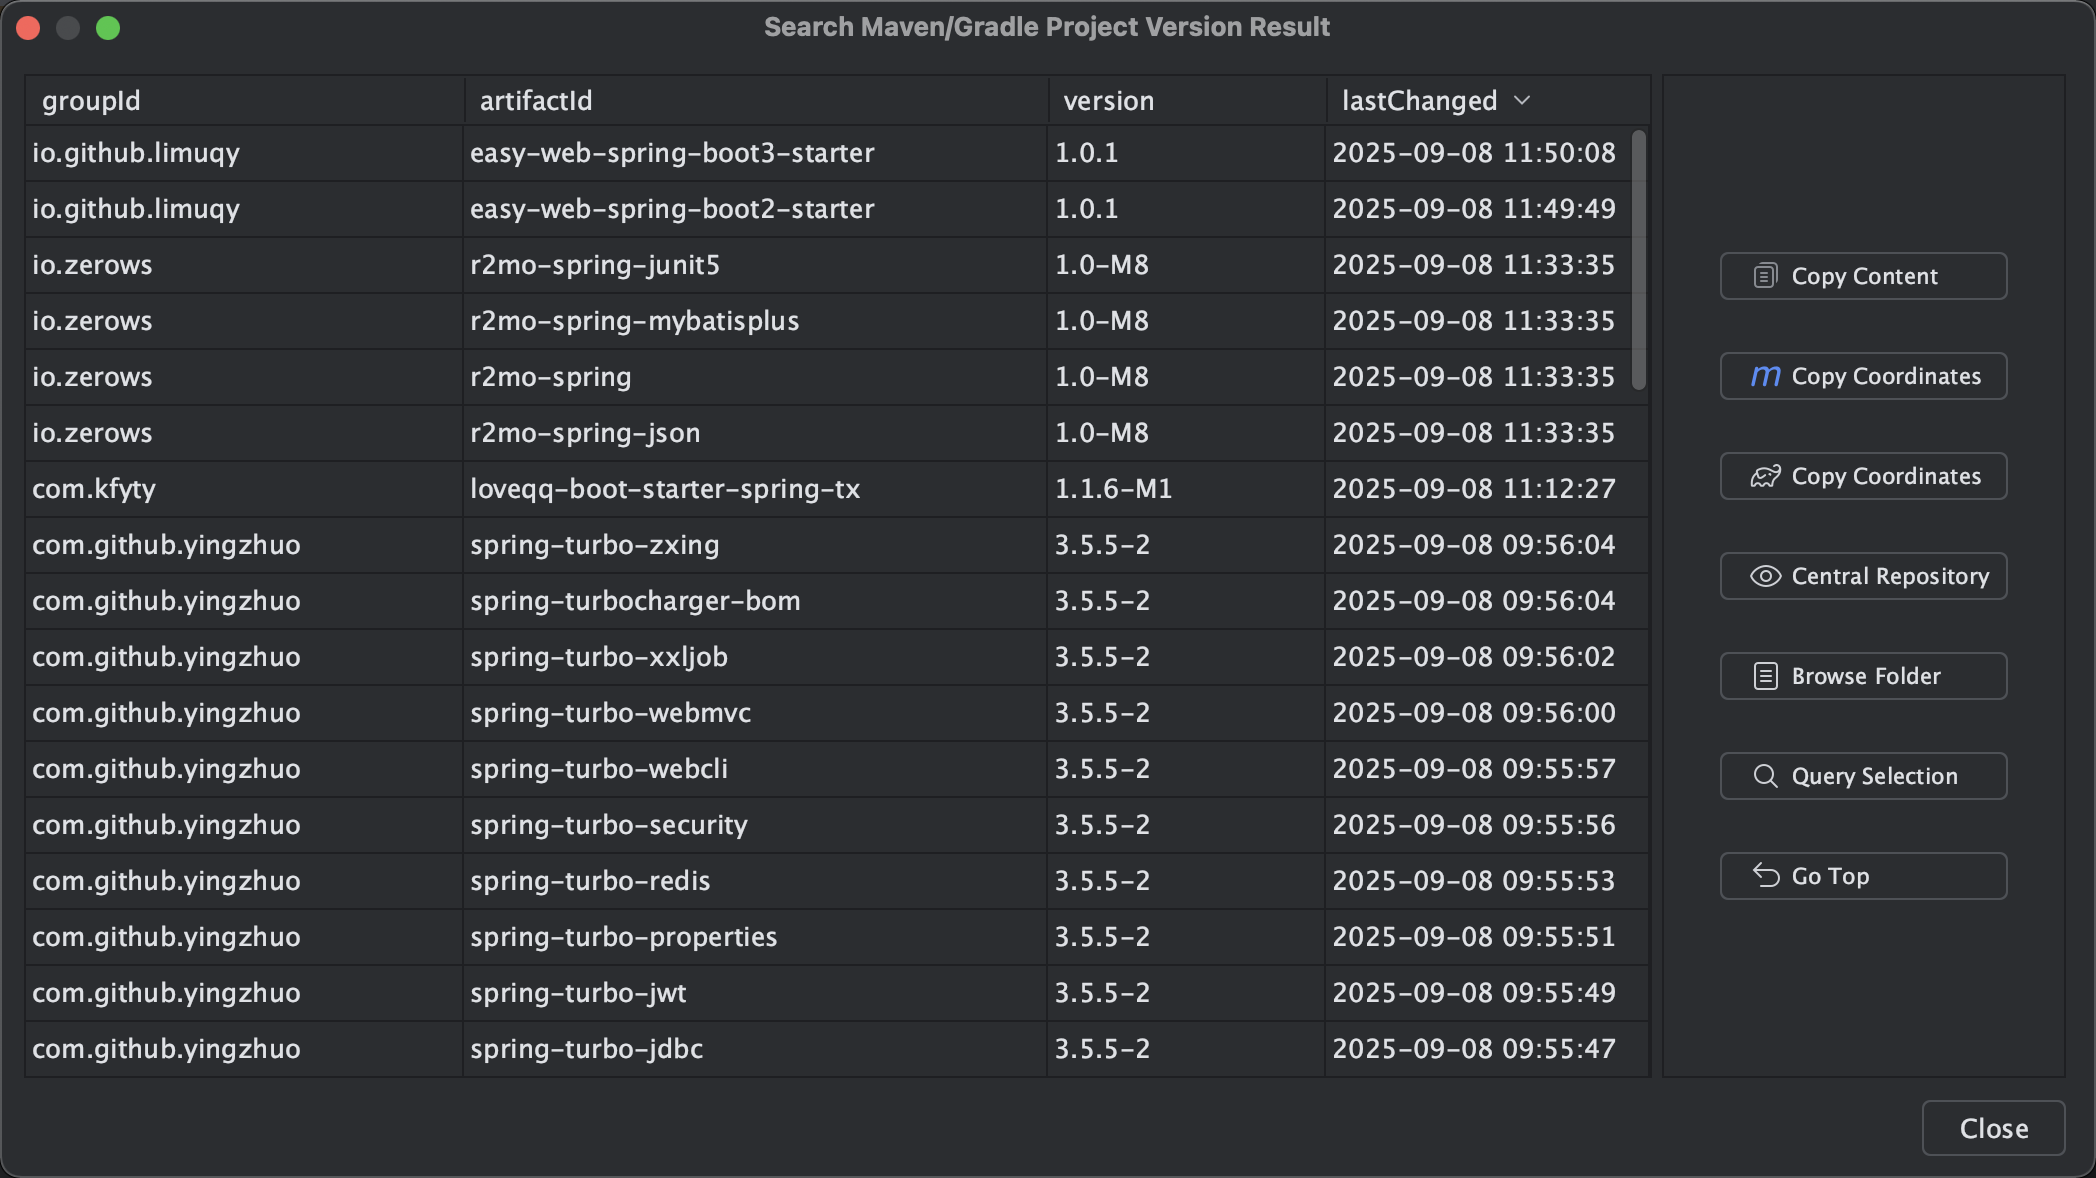 Search Maven/Gradle Project Version Result
groupId artifactId version lastChanged
io.github.limuqy easy-web-spring-boot3-starter 1.0.1 2025-09-08 11:50:08
io.github.limuqy easy-web-spring-boot2-starter 1.0.1 2025-09-08 11:49:49
io.zerows r2mo-spring-junit5 1.0-M8 2025-09-08 11:33:35
io.zerows r2mo-spring-mybatisplus 1.0-M8 2025-09-08 11:33:35
io.zerows r2mo-spring 1.0-M8 2025-09-08 11:33:35
io.zerows r2mo-spring-json 1.0-M8 2025-09-08 11:33:35
com.kfyty loveqq-boot-starter-spring-tx 1.1.6-M1 2025-09-08 11:12:27
com.github.yingzhuo spring-turbo-zxing 3.5.5-2 2025-09-08 09:56:04
com.github.yingzhuo spring-turbocharger-bom 3.5.5-2 2025-09-08 09:56:04
com.github.yingzhuo spring-turbo-xxljob 3.5.5-2 2025-09-08 09:56:02
com.github.yingzhuo spring-turbo-webmvc 3.5.5-2 2025-09-08 09:56:00
com.github.yingzhuo spring-turbo-webcli 3.5.5-2 2025-09-08 09:55:57
com.github.yingzhuo spring-turbo-security 3.5.5-2 2025-09-08 09:55:56
com.github.yingzhuo spring-turbo-redis 3.5.5-2 2025-09-08 09:55:53
com.github.yingzhuo spring-turbo-properties 3.5.5-2 2025-09-08 09:55:51
com.github.yingzhuo spring-turbo-jwt 3.5.5-2 2025-09-08 09:55:49
com.github.yingzhuo spring-turbo-jdbc 3.5.5-2 2025-09-08 09:55:47
Copy Content
m Copy Coordinates
Copy Coordinates
Central Repository
Browse Folder
Query Selection
Go Top
Close